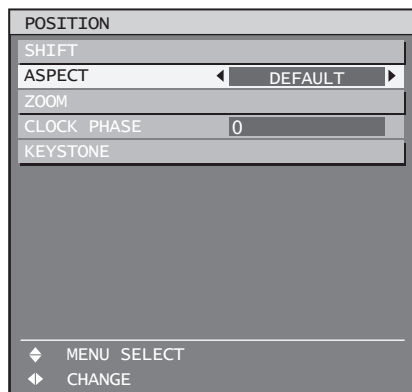 POSITION
SHIFT
ASPECT DEFAULT
ZOOM
CLOCK PHASE 0
KEYSTONE
MENU SELECT
CHANGE